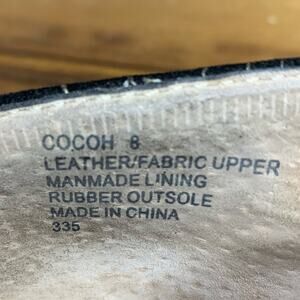 COCOH 8
LEATHER/FABRIC UPPER
MANMADE LINING
RUBBER OUTSOLE
MADE IN CHINA
335